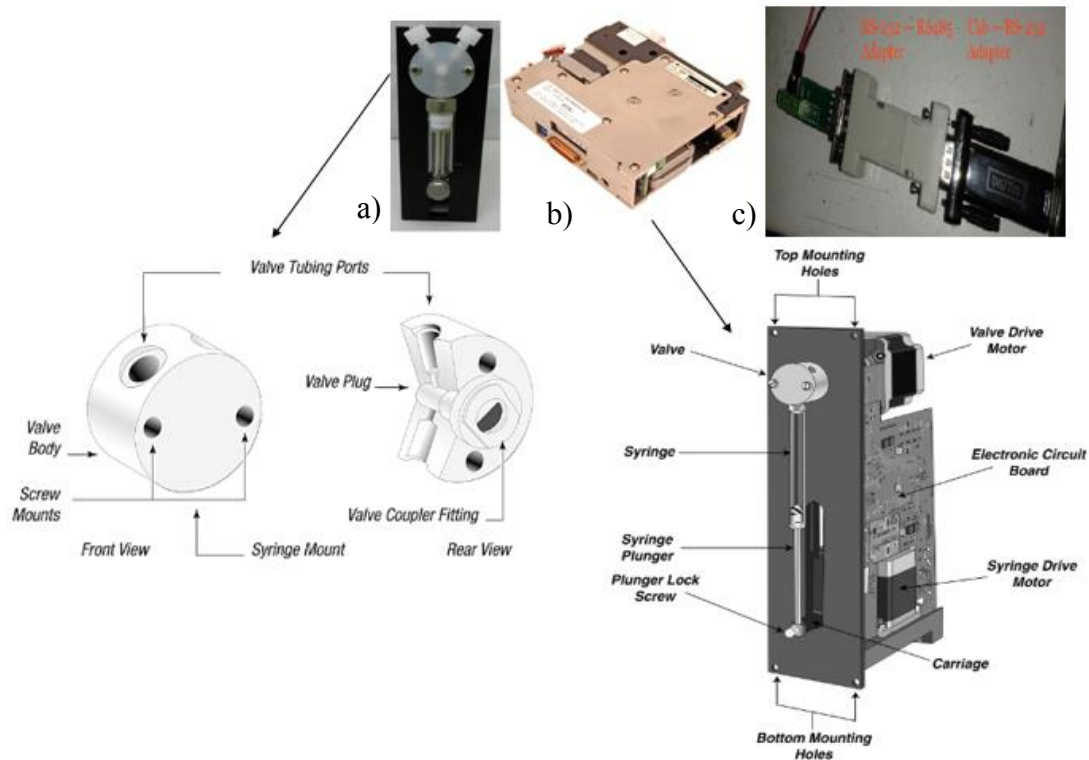 RS-232 – RS485 Usb – RS-232
Adapter Adapter
DIGITUS
a)
b)
c)
Valve Tubing Ports
Valve Plug
Valve
Body
Screw
Mounts
Valve Coupler Fitting
Front View
Syringe Mount
Rear View
Top Mounting
Holes
Valve
Valve Drive
Motor
Syringe
Electronic Circuit
Board
Syringe
Plunger
Syringe Drive
Motor
Plunger Lock
Screw
Carriage
Bottom Mounting
Holes